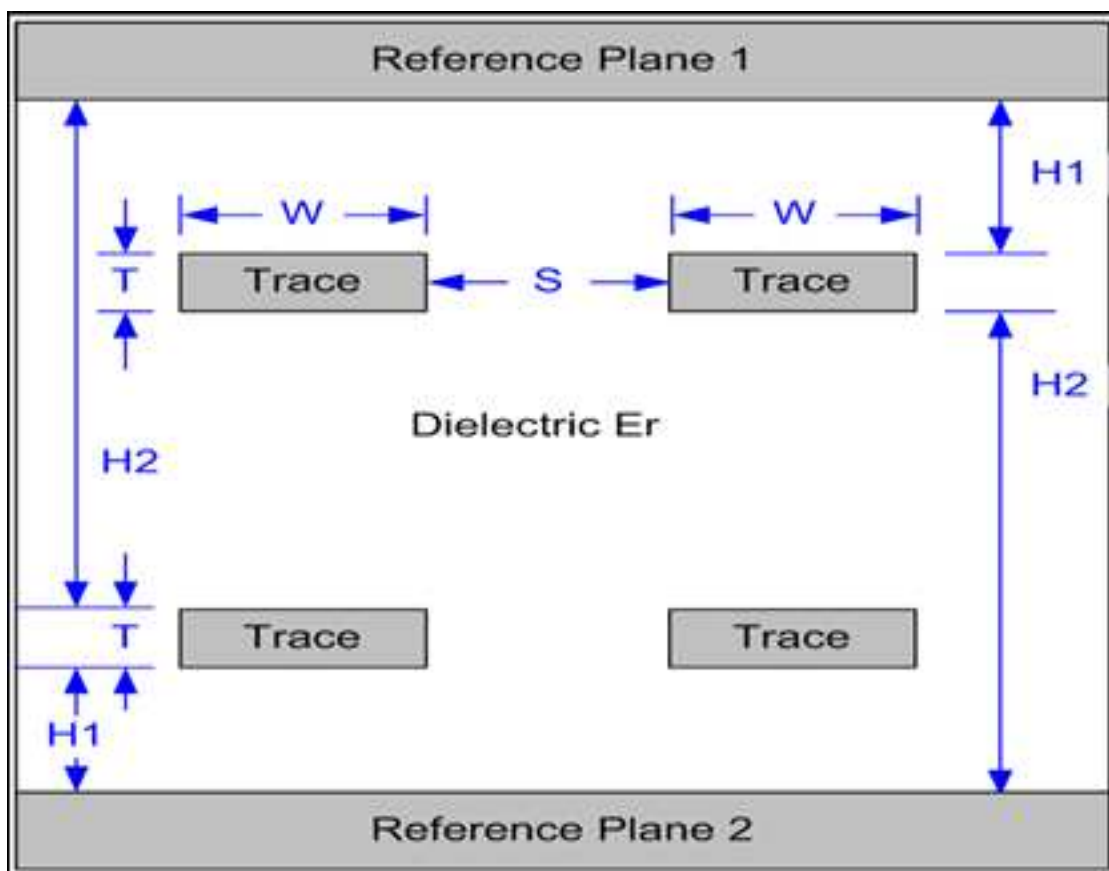 Reference Plane 1
H1
W
W
T
Trace
S
Trace
H2
Dielectric Er
H2
T
Trace
Trace
H1
Reference Plane 2